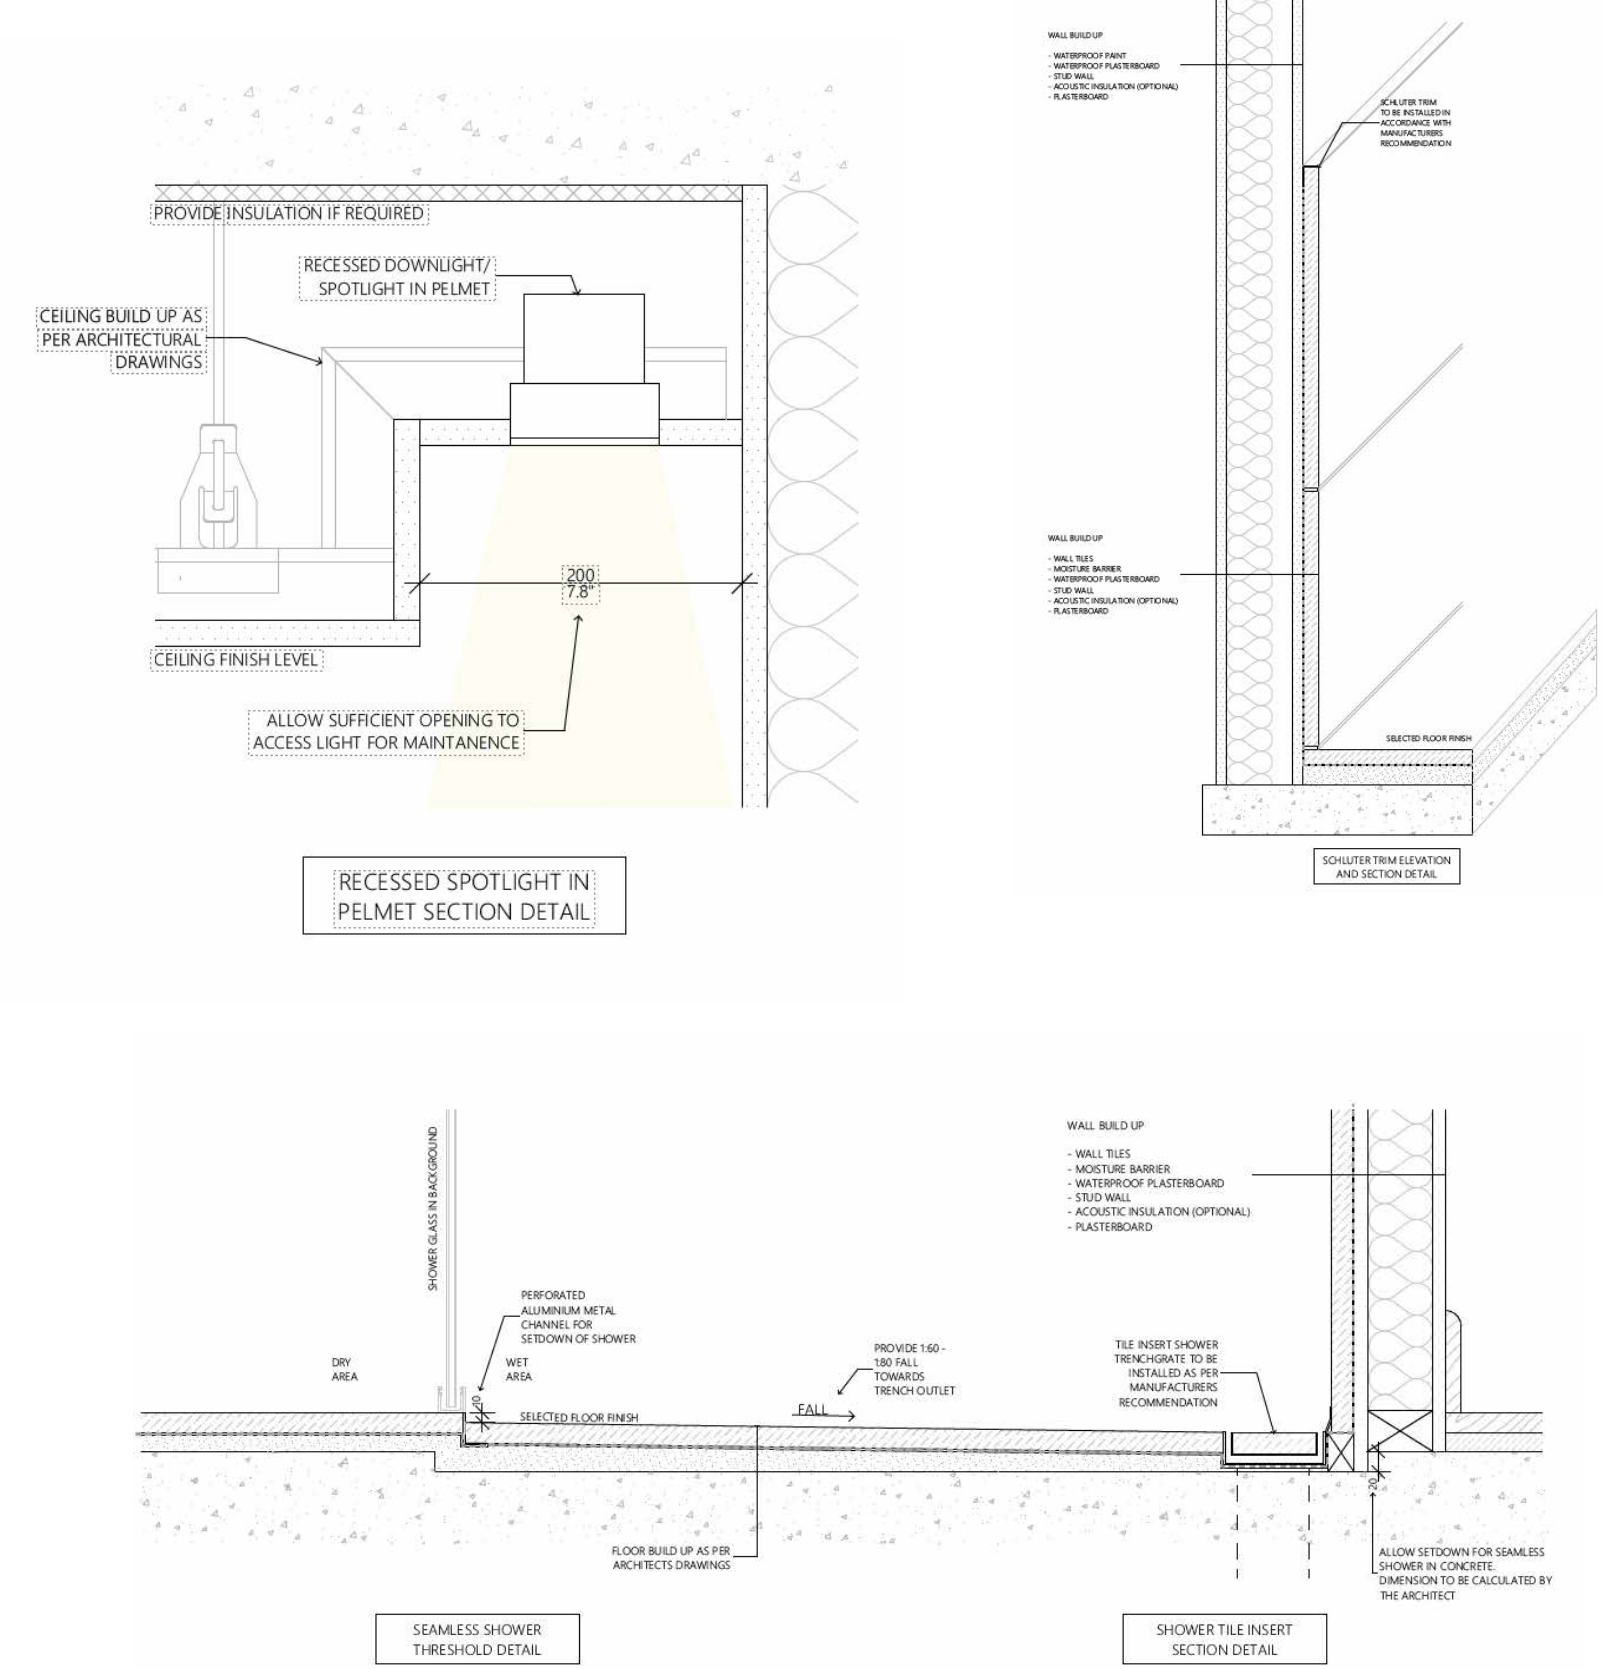 PROVIDE INSULATION IF REQUIRED
RECESSED DOWNLIGHT/
SPOTLIGHT IN PELMET
CEILING BUILD UP AS
PER ARCHITECTURAL
DRAWINGS
200
7.8"
CEILING FINISH LEVEL
ALLOW SUFFICIENT OPENING TO
ACCESS LIGHT FOR MAINTANENCE
RECESSED SPOTLIGHT IN
PELMET SECTION DETAIL
WALL BUILD UP
- WATERPROOF PAINT
- WATERPROOF PLASTERBOARD
- STUD WALL
- ACOUSTIC INSULATION (OPTIONAL)
- PLASTERBOARD
SCHLUTER TRIM
TO BE INSTALLED IN
ACCORDANCE WITH
MANUFACTURERS
RECOMMENDATION
WALL BUILD UP
- WALL TILES
- MOISTURE BARRIER
- WATERPROOF PLASTERBOARD
- STUD WALL
- ACOUSTIC INSULATION (OPTIONAL)
- PLASTERBOARD
SELECTED FLOOR FINISH
SCHLUTER TRIM ELEVATION
AND SECTION DETAIL
SHOWER GLASS IN BACKGROUND
PERFORATED
ALUMINIUM METAL
CHANNEL FOR
SETDOWN OF SHOWER
DRY
AREA
WET
AREA
10
SELECTED FLOOR FINISH
PROVIDE 1:60 -
1:80 FALL
TOWARDS
TRENCH OUTLET
FALL
WALL BUILD UP
- WALL TILES
- MOISTURE BARRIER
- WATERPROOF PLASTERBOARD
- STUD WALL
- ACOUSTIC INSULATION (OPTIONAL)
- PLASTERBOARD
TILE INSERT SHOWER
TRENCHGRATE TO BE
INSTALLED AS PER
MANUFACTURERS
RECOMMENDATION
20
FLOOR BUILD UP AS PER
ARCHITECTS DRAWINGS
ALLOW SETDOWN FOR SEAMLESS
SHOWER IN CONCRETE.
DIMENSION TO BE CALCULATED BY
THE ARCHITECT
SEAMLESS SHOWER
THRESHOLD DETAIL
SHOWER TILE INSERT
SECTION DETAIL